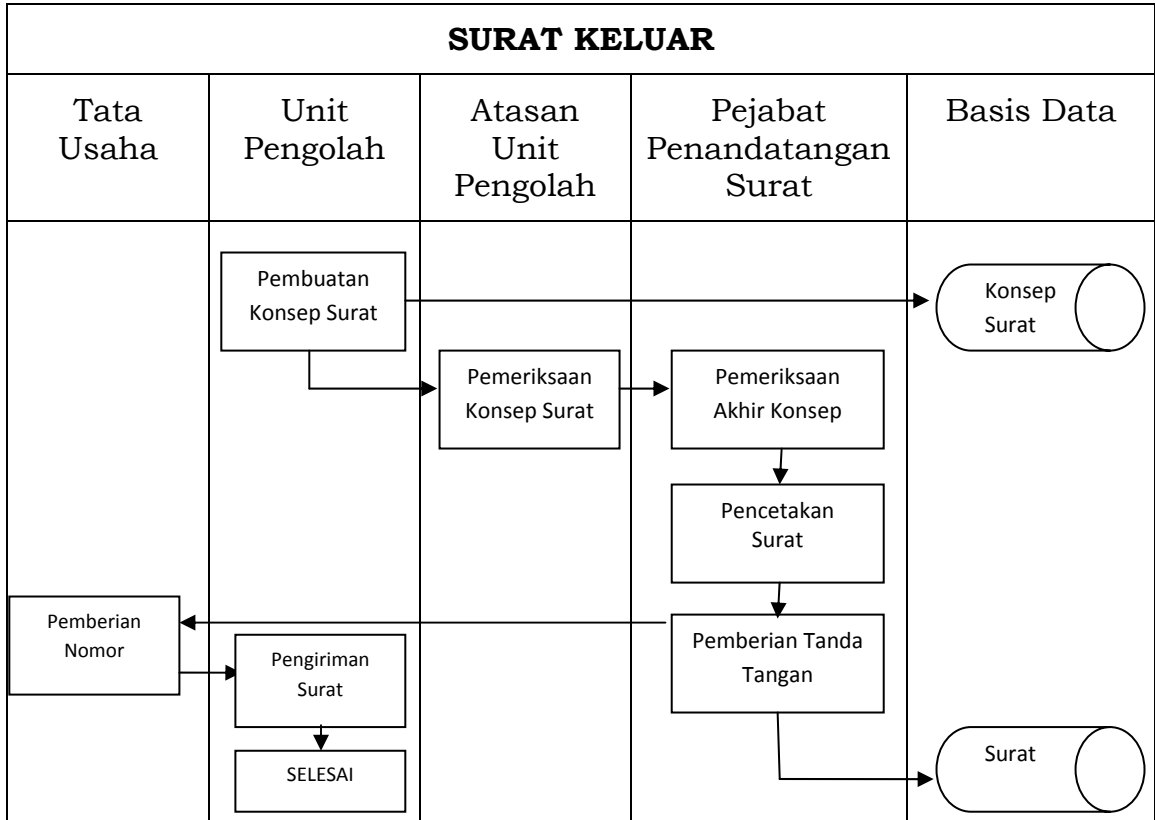 SURAT KELUAR
Tata
Usaha
Unit
Pengolah
Atasan
Unit
Pengolah
Pejabat
Penandatangan
Surat
Basis Data
Pembuatan
Konsep Surat
Konsep
Surat
Pemeriksaan
Konsep Surat
Pemeriksaan
Akhir Konsep
Pencetakan
Surat
Pemberian
Nomor
Pengiriman
Surat
Pemberian Tanda
Tangan
SELESAI
Surat